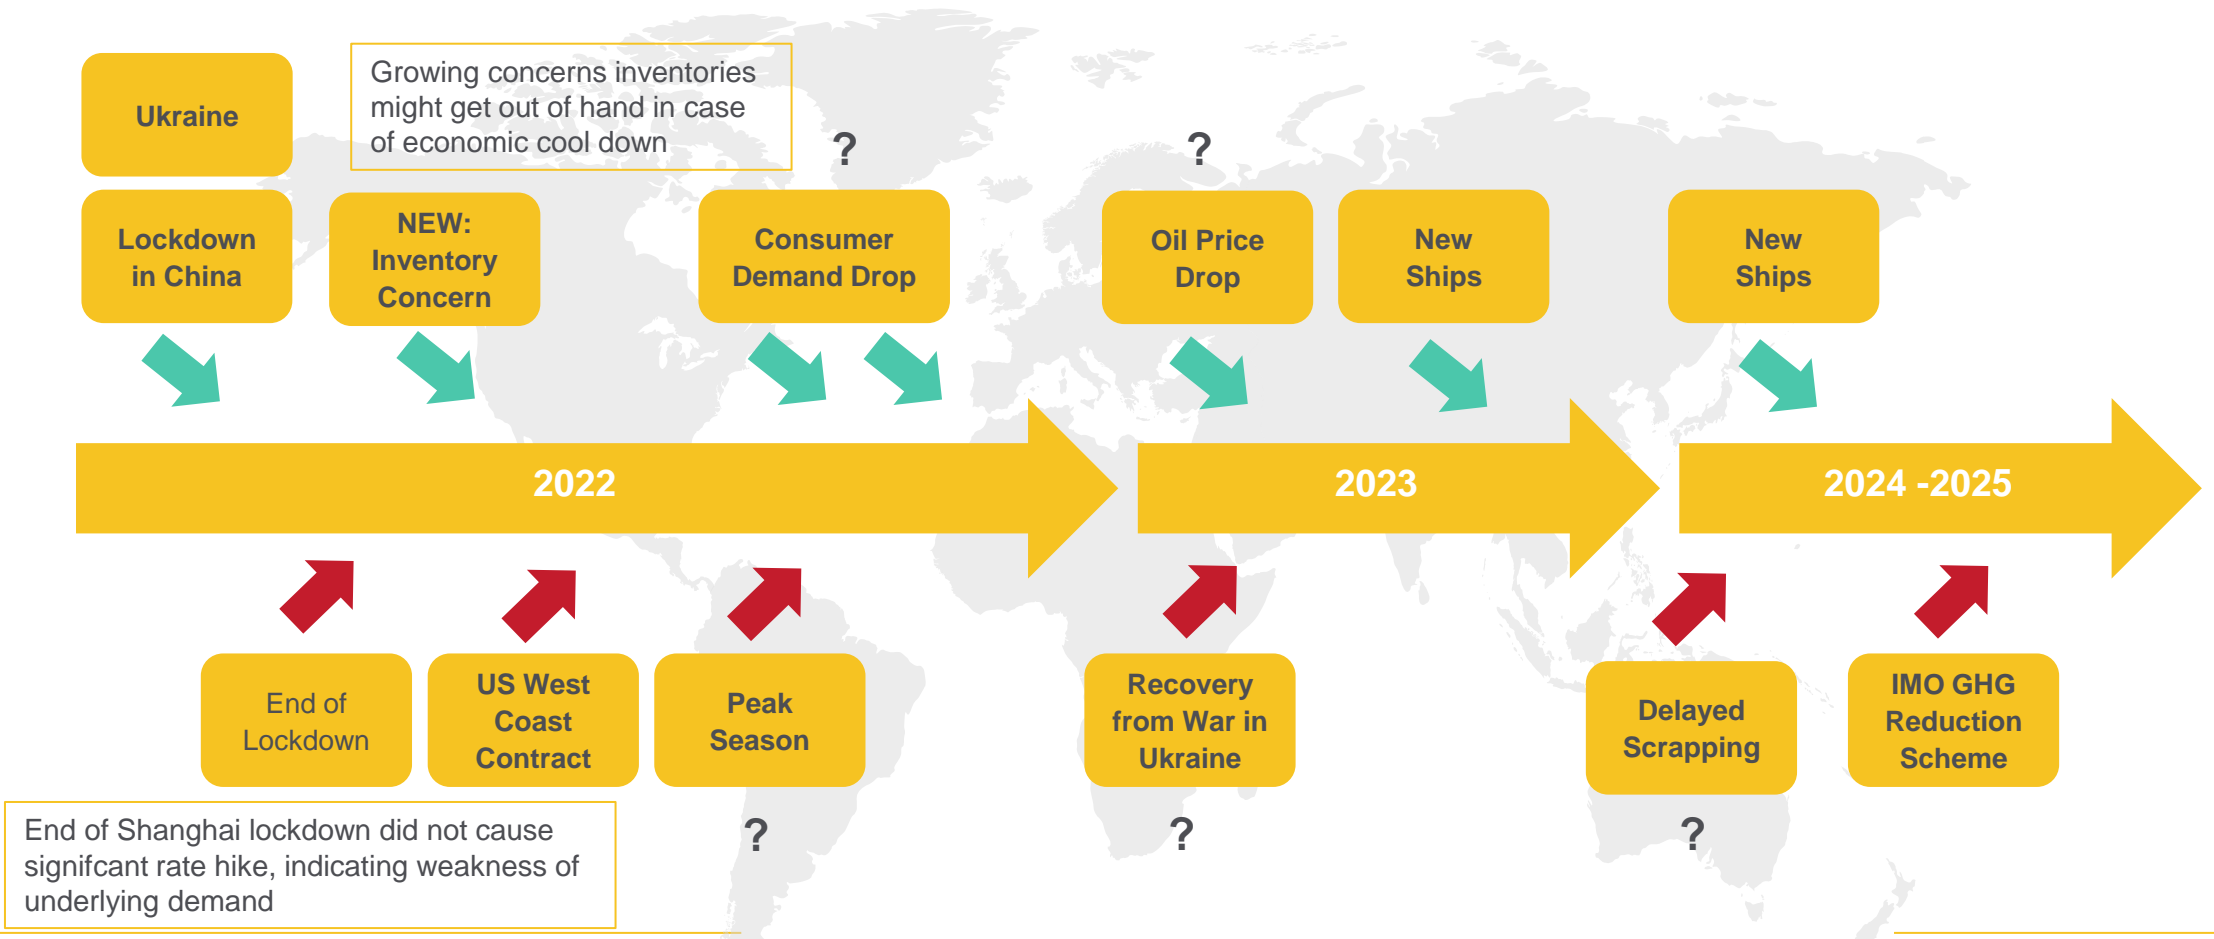 Ukraine
Growing concerns inventories
might get out of hand in case
of economic cool down
?
?
Lockdown
in China
NEW:
Inventory
Concern
Consumer
Demand Drop
Oil Price
Drop
New
Ships
New
Ships
2022
2023
2024 -2025
End of
Lockdown
US West
Coast
Contract
Peak
Season
Recovery
from War in
Ukraine
Delayed
Scrapping
IMO GHG
Reduction
Scheme
?
?
?
End of Shanghai lockdown did not cause
signifcant rate hike, indicating weakness of
underlying demand